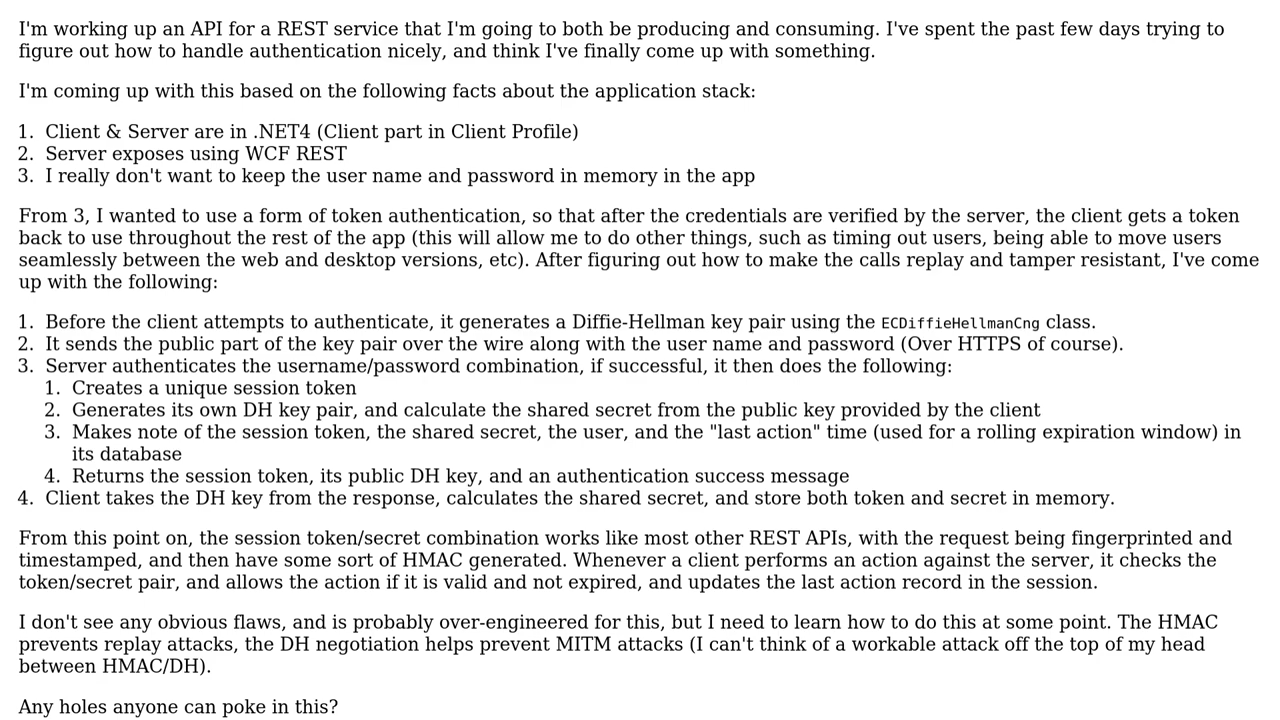 I'm working up an API for a REST service that I'm going to both be producing and consuming. I've spent the past few days trying to
figure out how to handle authentication nicely, and think I've finally come up with something.
I'm coming up with this based on the following facts about the application stack:
1. Client & Server are in .NET4 (Client part in Client Profile)
2. Server exposes using WCF REST
3. I really don't want to keep the user name and password in memory in the app
From 3, I wanted to use a form of token authentication, so that after the credentials are verified by the server, the client gets a token
back to use throughout the rest of the app (this will allow me to do other things, such as timing out users, being able to move users
seamlessly between the web and desktop versions, etc). After figuring out how to make the calls replay and tamper resistant, I've come
up with the following:
1. Before the client attempts to authenticate, it generates a Diffie-Hellman key pair using the ECDiffieHellmanCng class.
2. It sends the public part of the key pair over the wire along with the user name and password (Over HTTPS of course).
3. Server authenticates the username/password combination, if successful, it then does the following:
1. Creates a unique session token
2. Generates its own DH key pair, and calculate the shared secret from the public key provided by the client
3. Makes note of the session token, the shared secret, the user, and the "last action" time (used for a rolling expiration window) in
its database
4. Returns the session token, its public DH key, and an authentication success message
4. Client takes the DH key from the response, calculates the shared secret, and store both token and secret in memory.
From this point on, the session token/secret combination works like most other REST APIs, with the request being fingerprinted and
timestamped, and then have some sort of HMAC generated. Whenever a client performs an action against the server, it checks the
token/secret pair, and allows the action if it is valid and not expired, and updates the last action record in the session.
I don't see any obvious flaws, and is probably over-engineered for this, but I need to learn how to do this at some point. The HMAC
prevents replay attacks, the DH negotiation helps prevent MITM attacks (I can't think of a workable attack off the top of my head
between HMAC/DH).
Any holes anyone can poke in this?